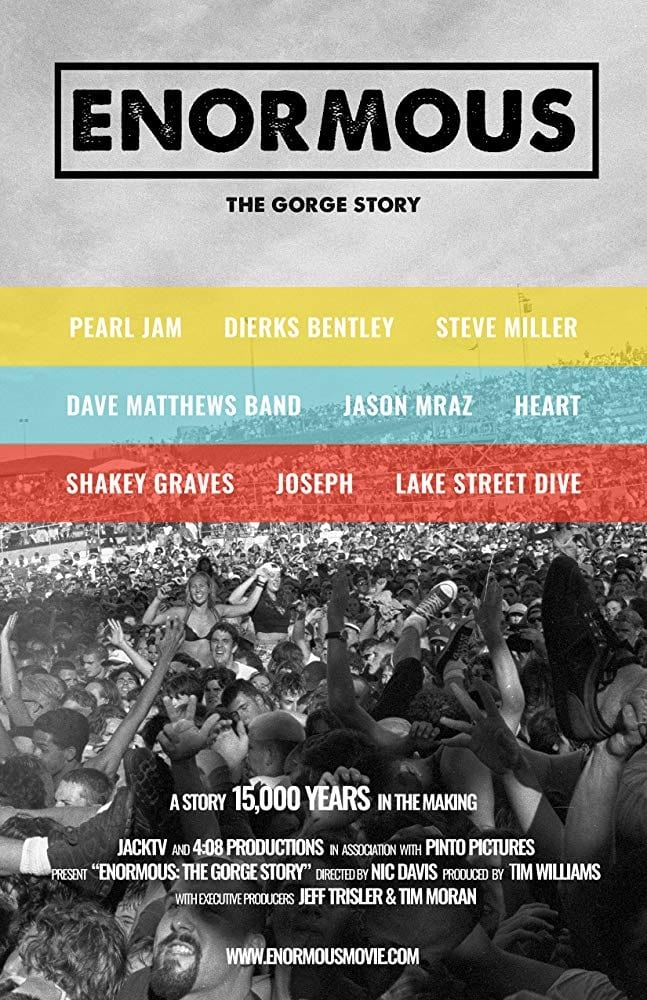 ENORMOUS
THE GORGE STORY
PEARL JAM DIERKS BENTLEY STEVE MILLER
DAVE MATTHEWS BAND JASON MRAZ HEART
SHAKEY GRAVES JOSEPH LAKE STREET DIVE
A STORY 15,000 YEARS IN THE MAKING
JACKTV AND 4:08 PRODUCTIONS IN ASSOCIATION WITH PINTO PICTURES
PRESENT "ENORMOUS: THE GORGE STORY" DIRECTED BY NIC DAVIS PRODUCED BY TIM WILLIAMS
WITH EXECUTIVE PRODUCERS JEFF TRISLER & TIM MORAN
WWW.ENORMOUSMOVIE.COM